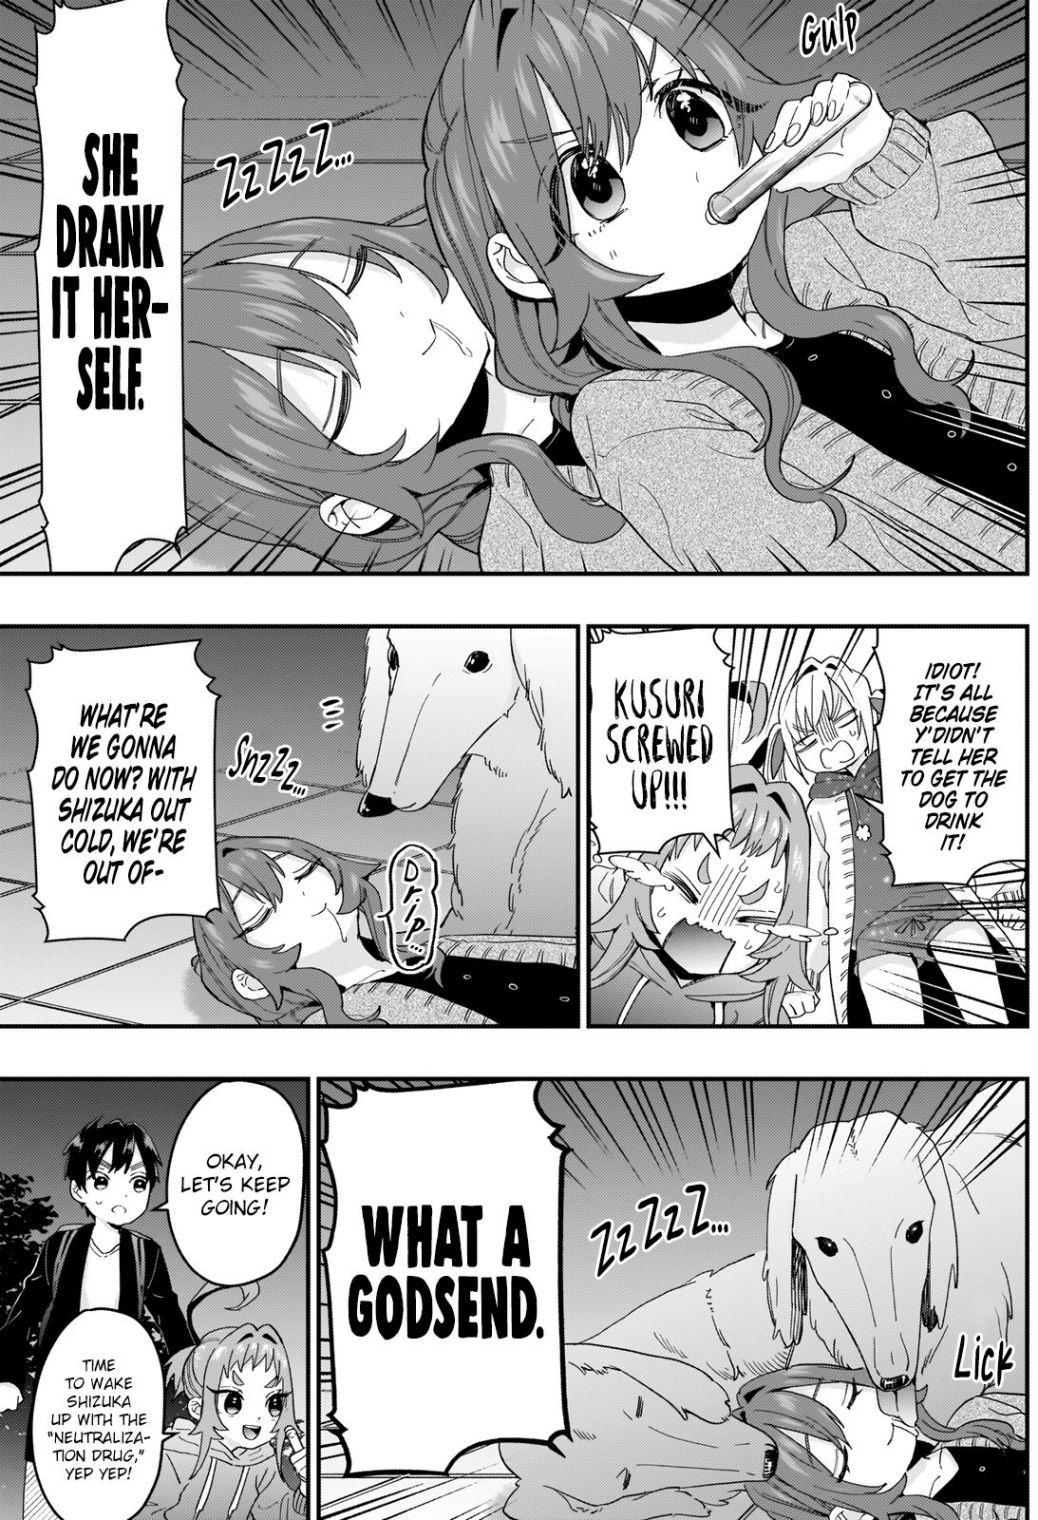 Gulp
ZZZZZ...
SHE
DRANK
IT HER-
SELF.
IDIOT!
IT'S ALL
BECAUSE
Y'DIDN'T
TELL HER
TO GET THE
DOG TO
DRINK
IT!
KUSURI
SCREWED
UP!!!
Snzzz...
Drip...
WHAT'RE
WE GONNA
DO NOW? WITH
SHIZUKA OUT
COLD, WE'RE
OUT OF-
Lick
ZZZZZ...
WHAT A
GODSEND.
OKAY,
LET'S KEEP
GOING!
TIME
TO WAKE
SHIZUKA
UP WITH THE
"NEUTRALIZA-
TION DRUG,"
YEP YEP!